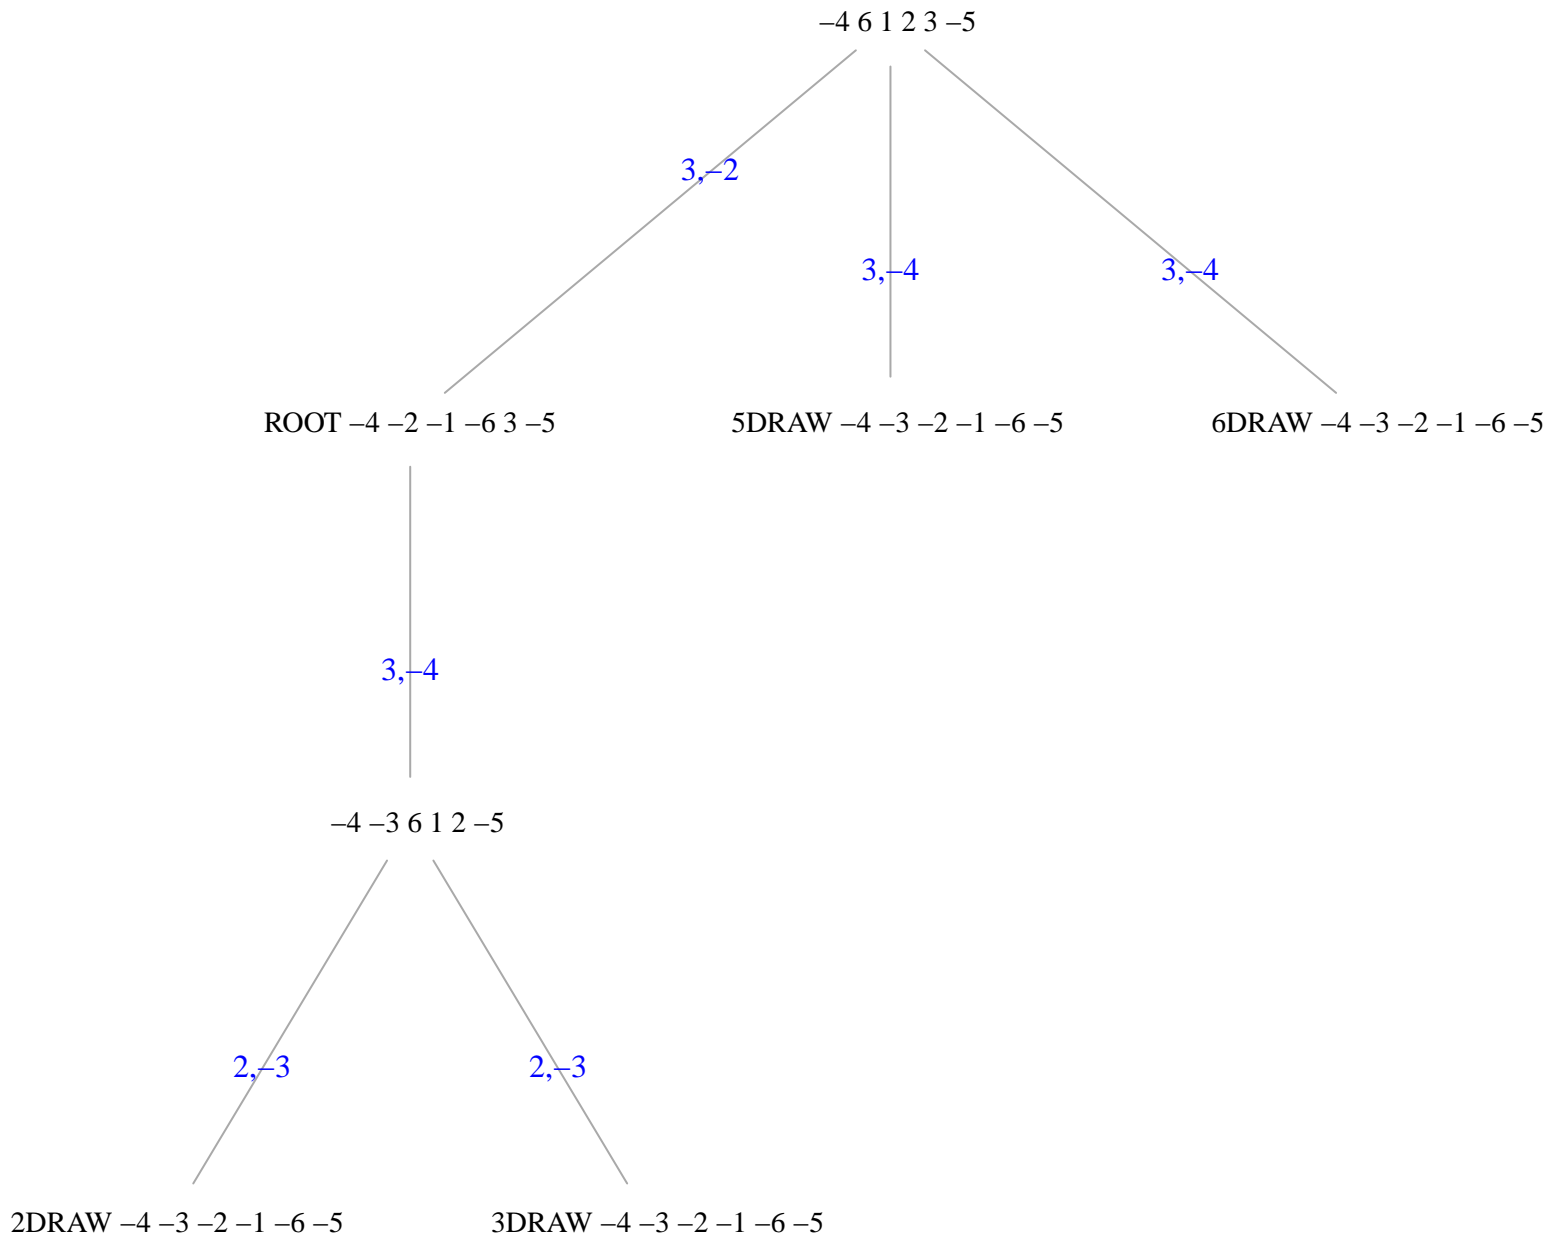 –4 6 1 2 3 –5
3,–2
3,–4
3,–4
ROOT –4 –2 –1 –6 3 –5
5DRAW –4 –3 –2 –1 –6 –5
6DRAW –4 –3 –2 –1 –6 –5
3,–4
–4 –3 6 1 2 –5
2,–3
2,–3
2DRAW –4 –3 –2 –1 –6 –5
3DRAW –4 –3 –2 –1 –6 –5